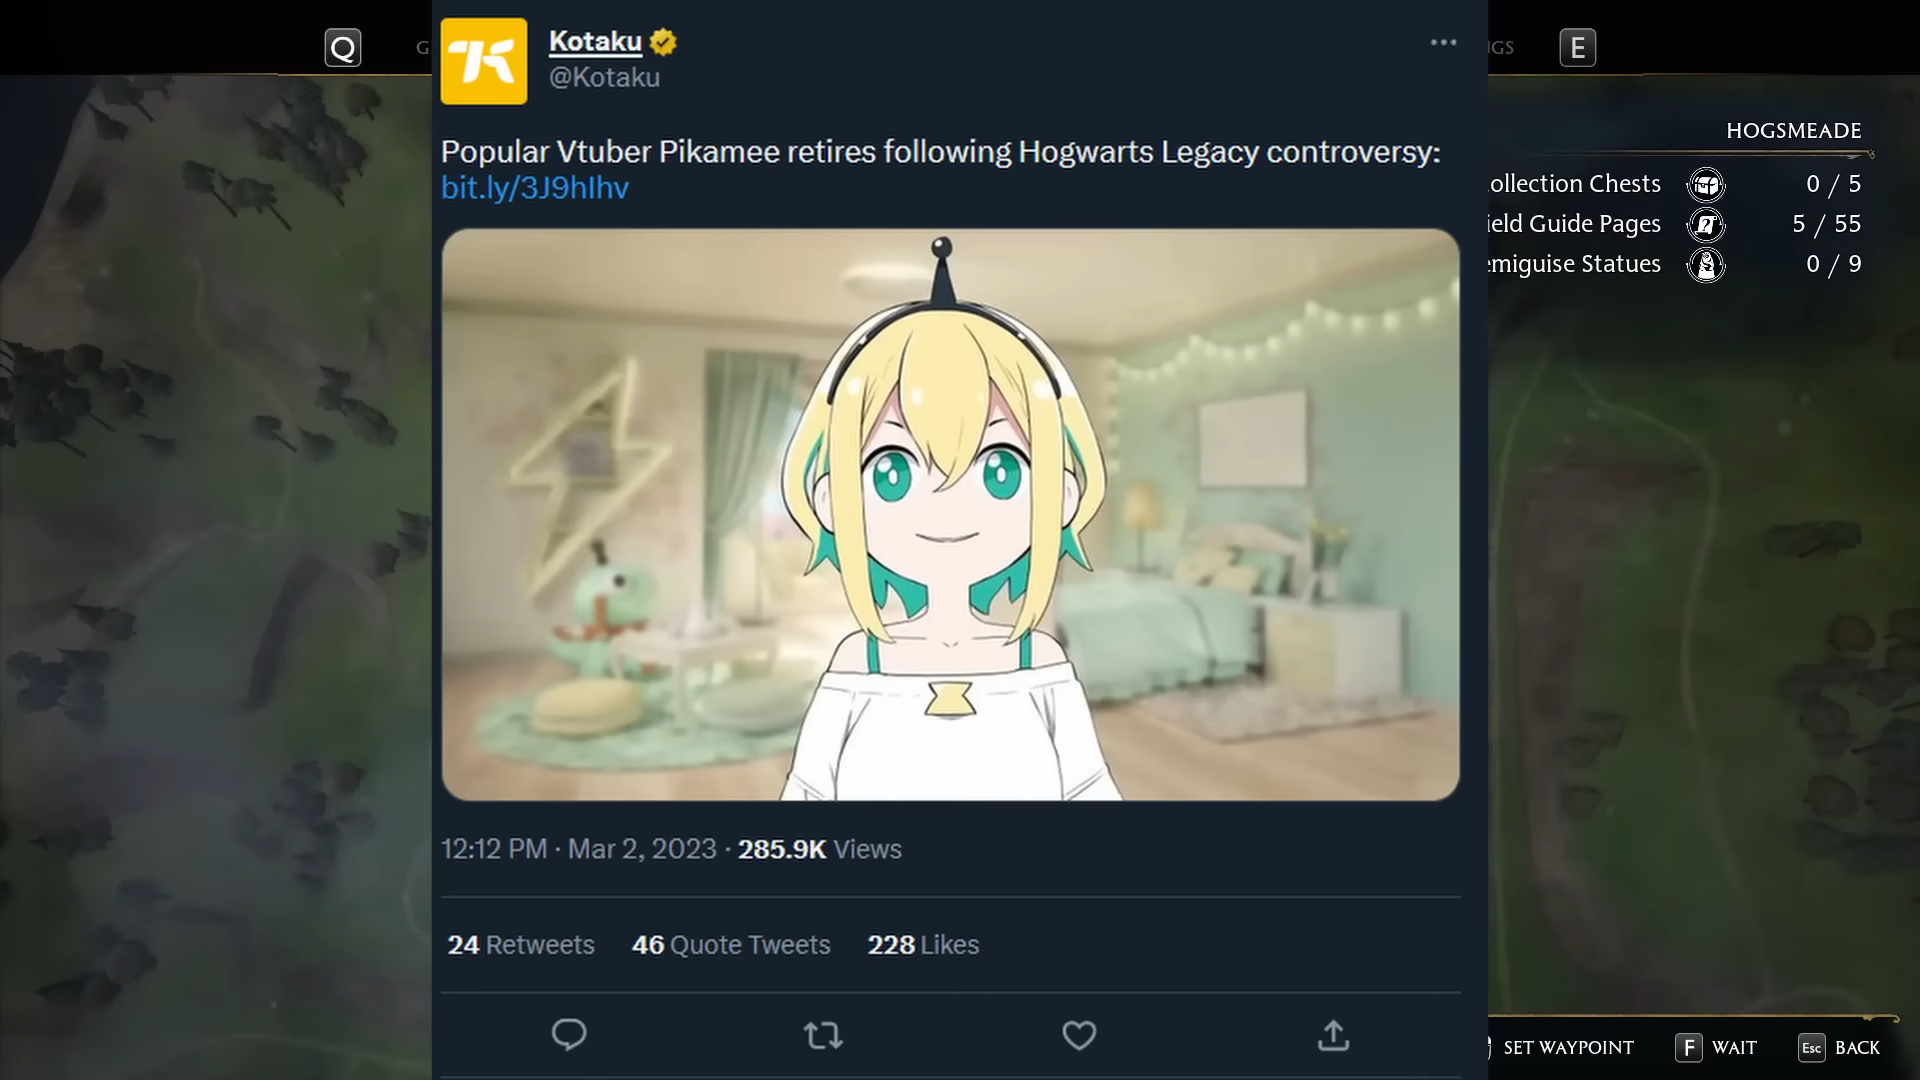 Q
E
Kotaku
@Kotaku
Popular Vtuber Pikamee retires following Hogwarts Legacy controversy:
bit.ly/3J9hIhv
12:12 PM · Mar 2, 2023 · 285.9K Views
24 Retweets 46 Quote Tweets 228 Likes
HOGSMEADE
ollection Chests 0 / 5
ield Guide Pages 5 / 55
emiguise Statues 0 / 9
SET WAYPOINT F WAIT Esc BACK